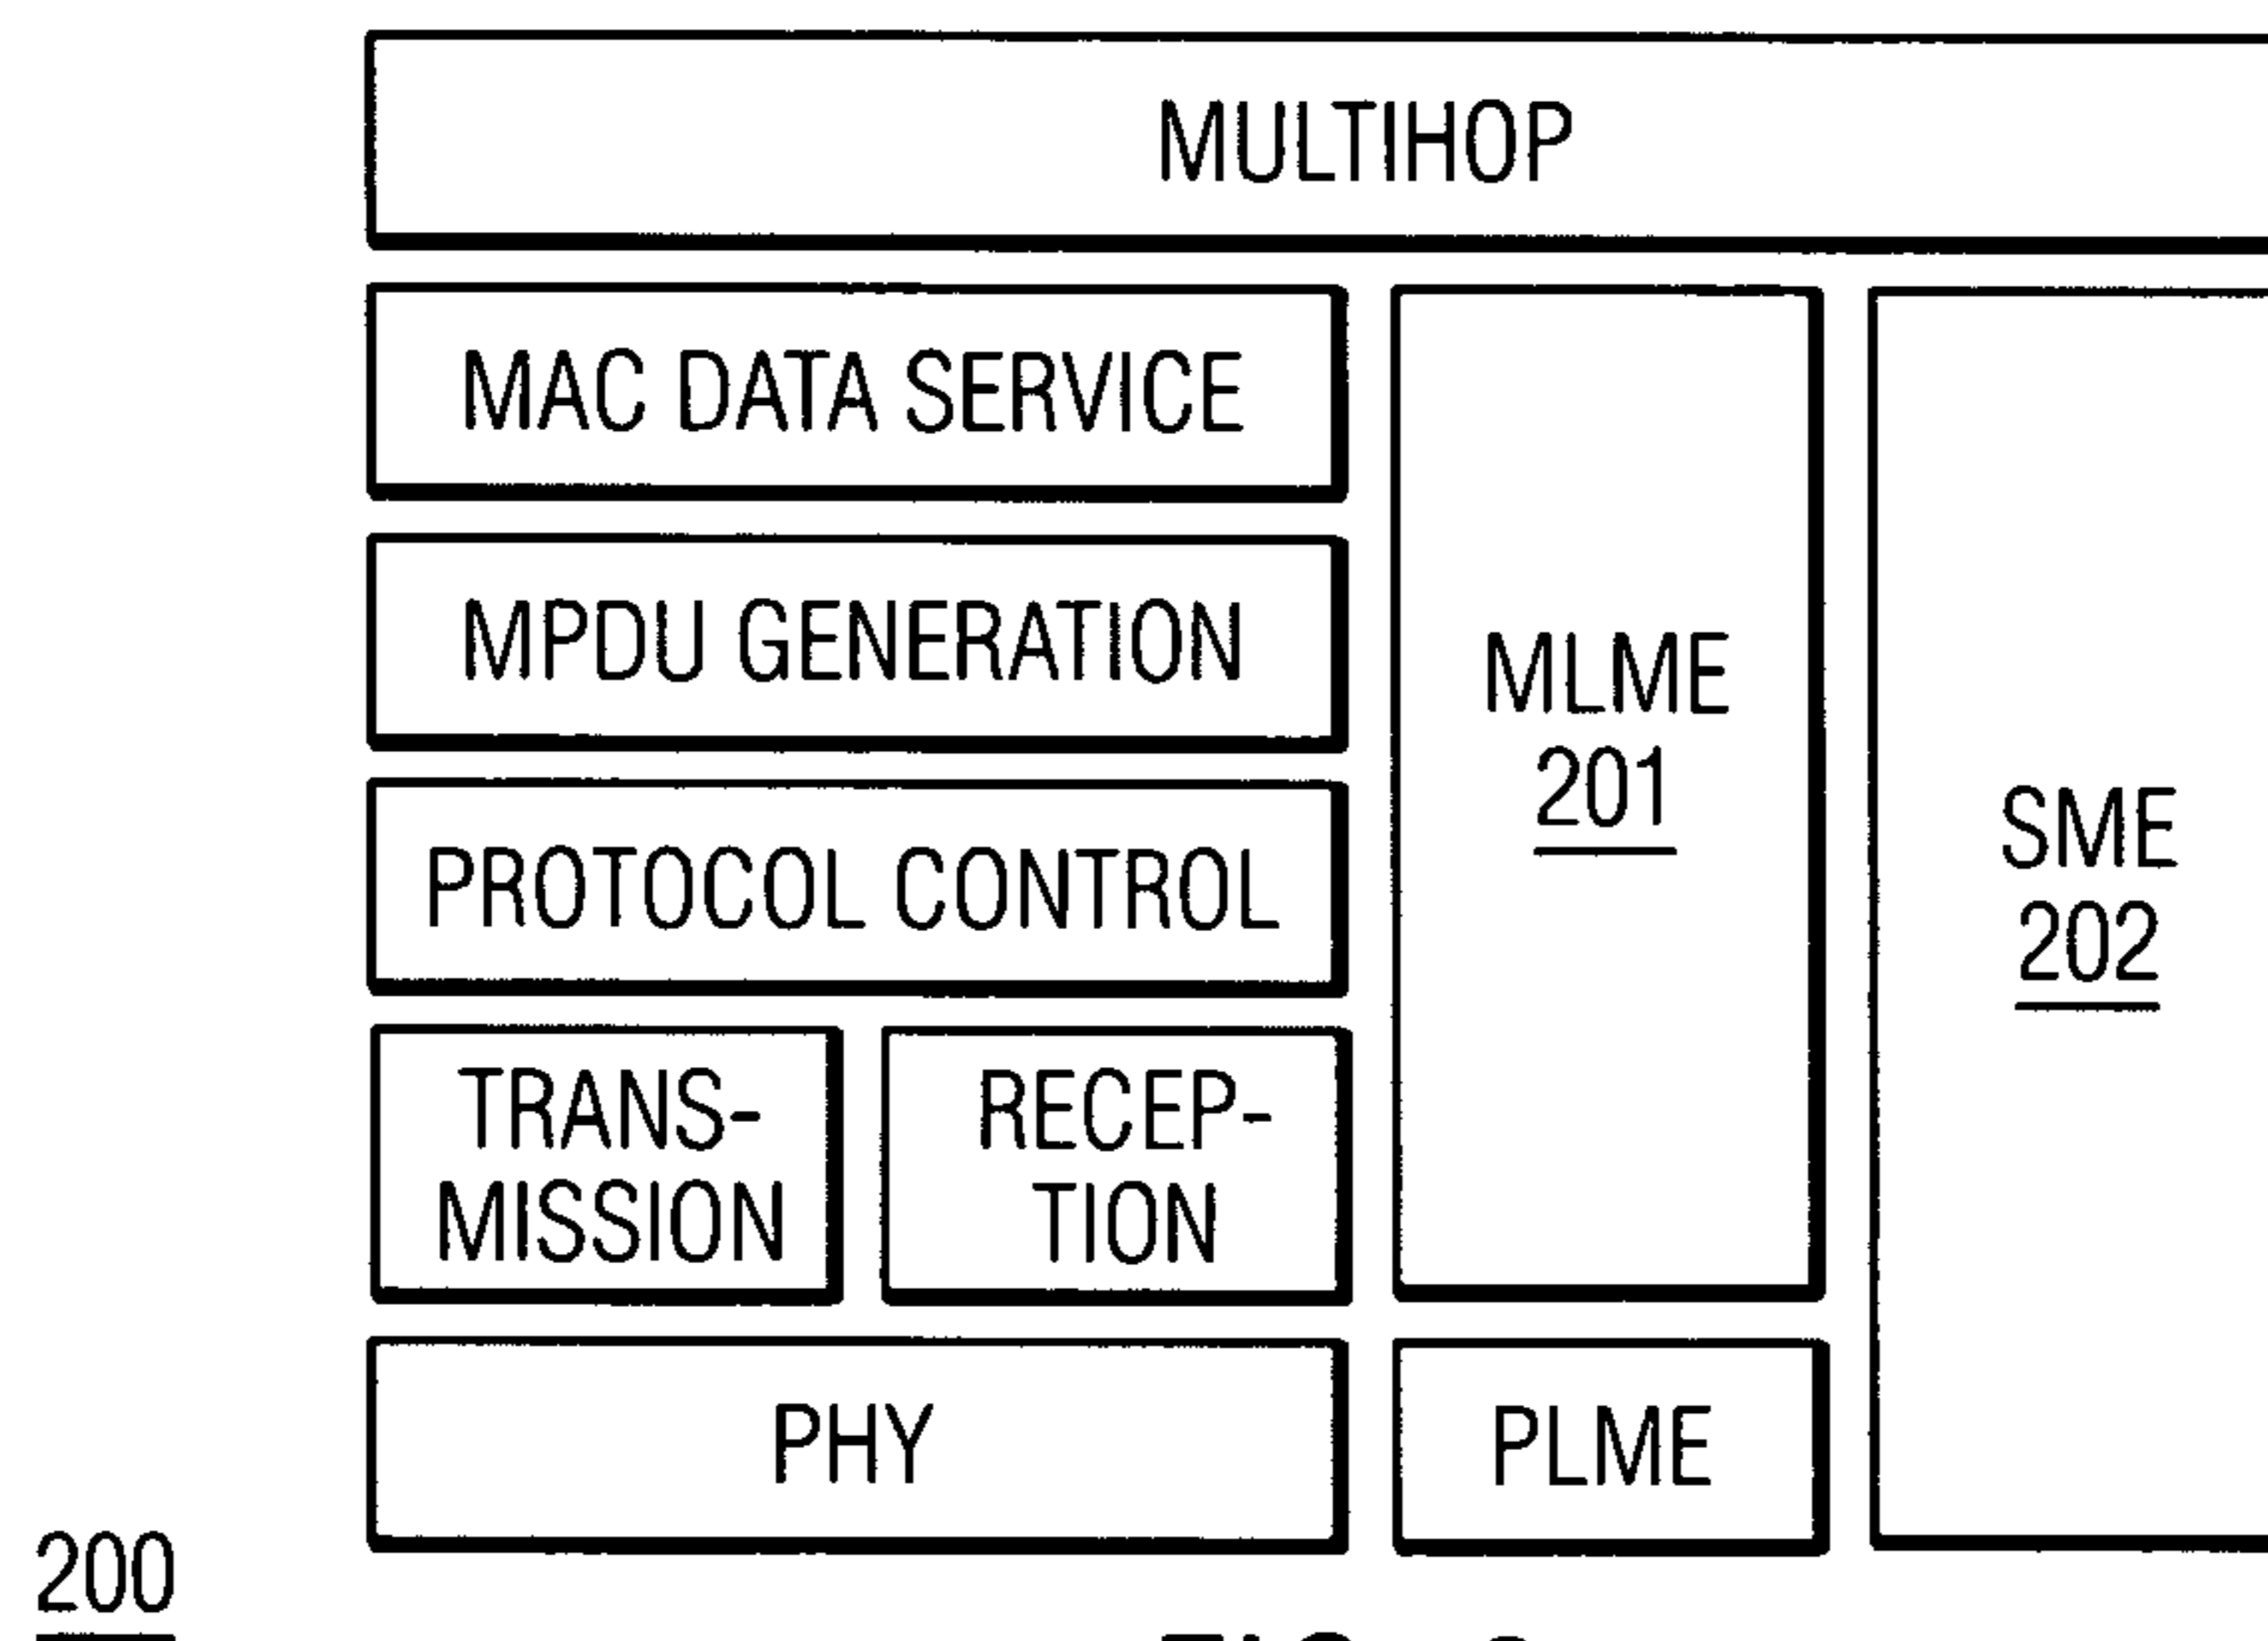 MULTIHOP
MAC DATA SERVICE
MPDU GENERATION
PROTOCOL CONTROL
TRANS-
MISSION
RECEP-
TION
PHY
MLME
201
PLME
SME
202
200